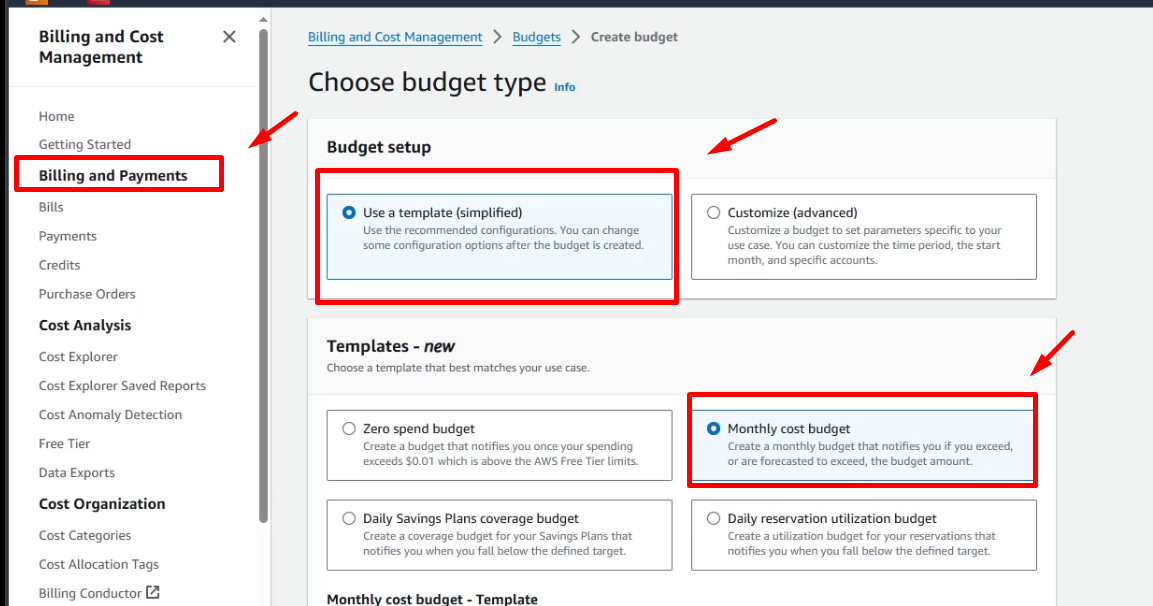 Billing and Cost
Management
Home
Getting Started
Billing and Payments
Bills
Payments
Credits
Purchase Orders
Cost Analysis
Cost Explorer
Cost Explorer Saved Reports
Cost Anomaly Detection
Free Tier
Data Exports
Cost Organization
Cost Categories
Cost Allocation Tags
Billing Conductor
Billing and Cost Management > Budgets > Create budget
Choose budget type Info
Budget setup
Use a template (simplified)
Use the recommended configurations. You can change
some configuration options after the budget is created.
Customize (advanced)
Customize a budget to set parameters specific to your
use case. You can customize the time period, the start
month, and specific accounts.
Templates - new
Choose a template that best matches your use case.
Zero spend budget
Create a budget that notifies you once your spending
exceeds $0.01 which is above the AWS Free Tier limits.
Monthly cost budget
Create a monthly budget that notifies you if you exceed,
or are forecasted to exceed, the budget amount.
Daily Savings Plans coverage budget
Create a coverage budget for your Savings Plans that
notifies you when you fall below the defined target.
Daily reservation utilization budget
Create a utilization budget for your reservations that
notifies you when you fall below the defined target.
Monthly cost budget - Template